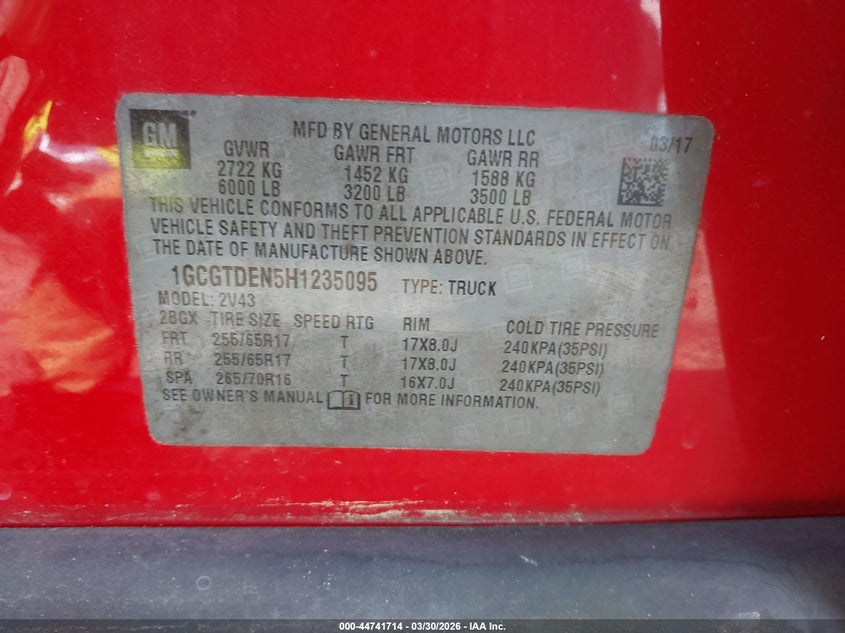 GM
MFD BY GENERAL MOTORS LLC 03/17
GVWR GAWR FRT GAWR RR
2722 KG 1452 KG 1588 KG
6000 LB 3200 LB 3500 LB
THIS VEHICLE CONFORMS TO ALL APPLICABLE U.S. FEDERAL MOTOR
VEHICLE SAFETY AND THEFT PREVENTION STANDARDS IN EFFECT ON
THE DATE OF MANUFACTURE SHOWN ABOVE.
1GCGTDEN5H1235095 TYPE: TRUCK
MODEL: 2V43
2BGX TIRE SIZE SPEED RTG RIM COLD TIRE PRESSURE
FRT 255/65R17 T 17X8.0J 240KPA(35PSI)
RR 255/65R17 T 17X8.0J 240KPA(35PSI)
SPA 265/70R16 T 16X7.0J 240KPA(35PSI)
SEE OWNER'S MANUAL FOR MORE INFORMATION.
000-44741714 - 03/30/2026 - IAA Inc.